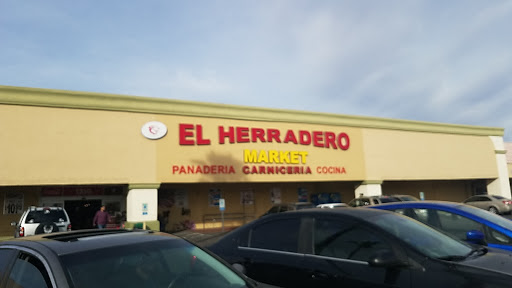 EL HERRADERO
MARKET
PANADERIA CARNICERIA COCINA